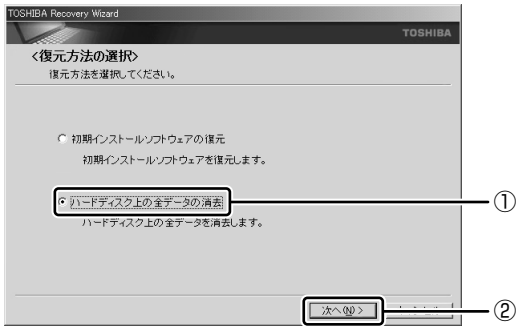 TOSHIBA Recovery Wizard
TOSHIBA
<復元方法の選択>
復元方法を選択してください。
初期インストールソフトウェアの復元
初期インストールソフトウェアを復元します。
ハードディスク上の全データの消去
ハードディスク上の全データを消去します。
①
次へ(N) >
②